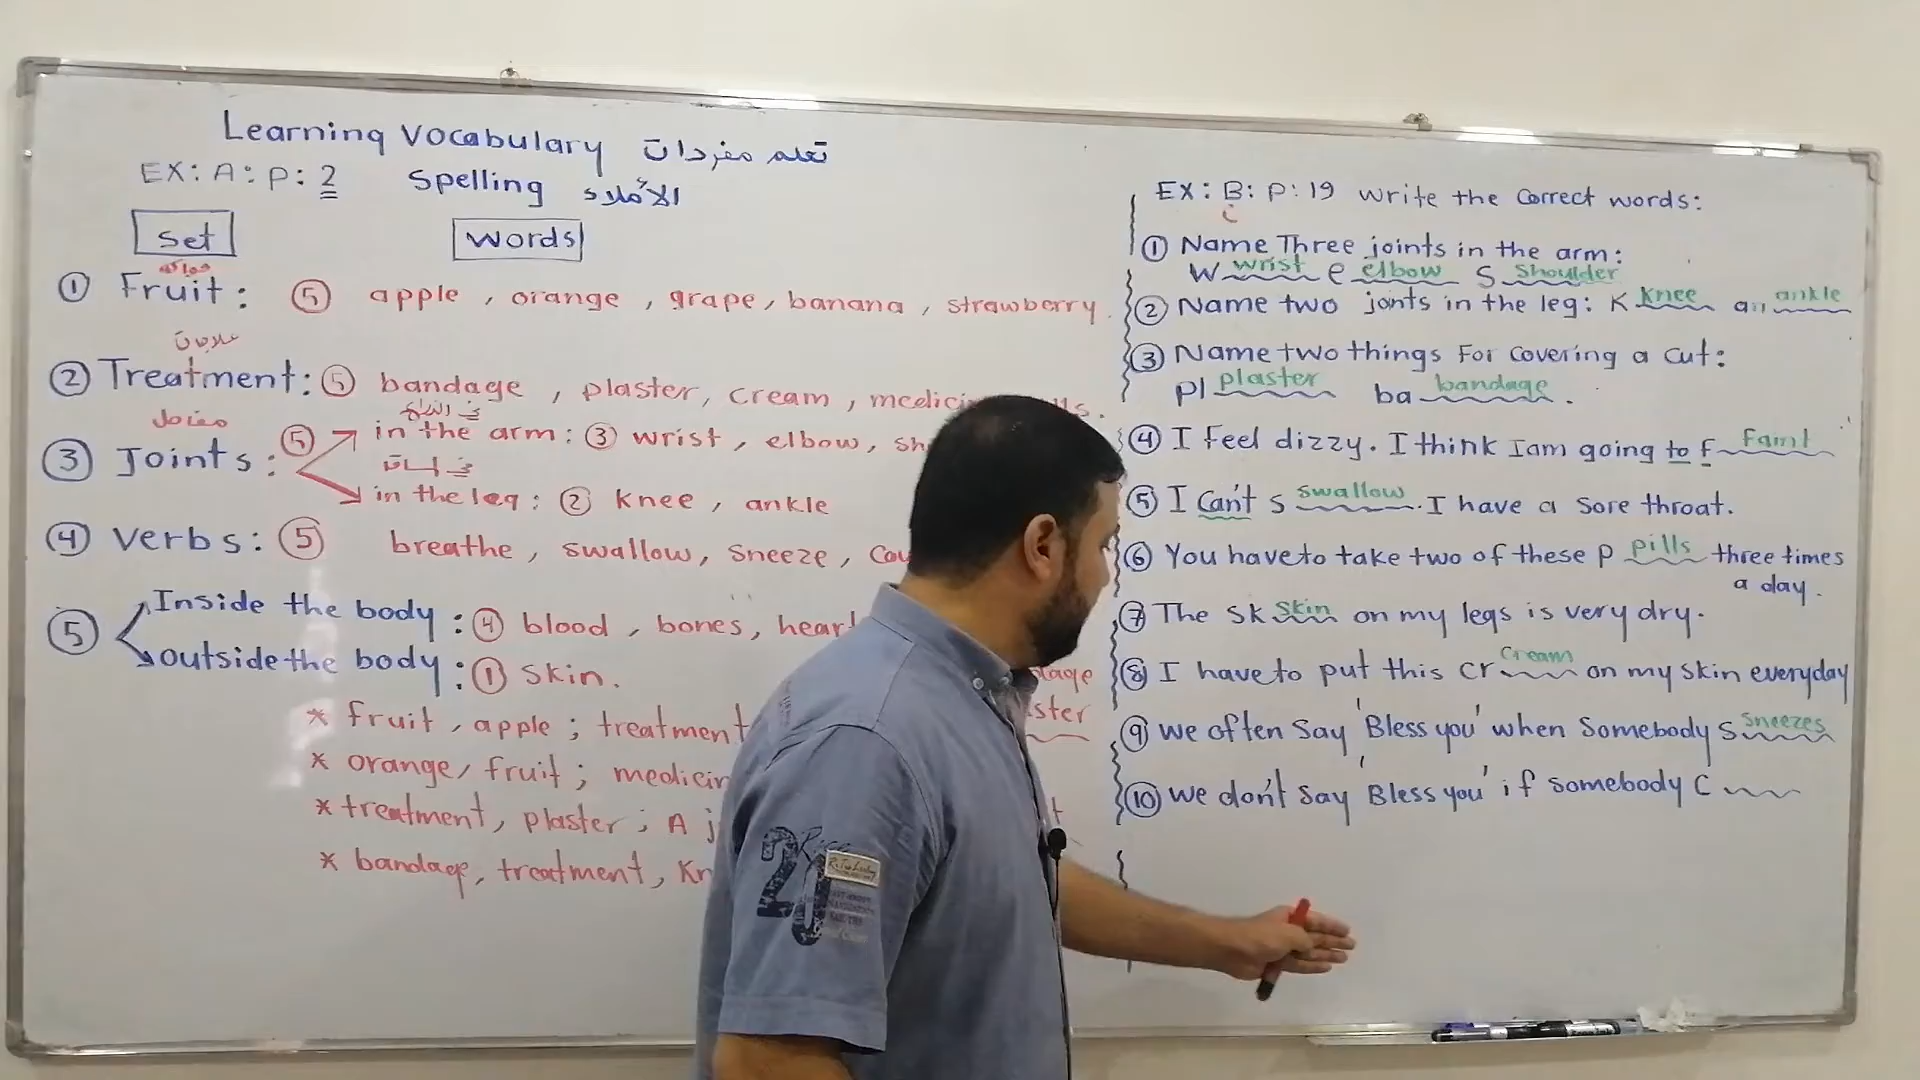 Learning Vocabulary تعلم مفردات
EX: A: P: 2 Spelling الأملاء
Set Words
فواكه
① Fruit: ⑤ apple, orange, grape, banana, strawberry.
علاجات
② Treatment: ⑤ bandage, plaster, cream,
مفاصل
③ Joints: ⑤
in the arm: ③ wrist, elbow,
in the leg: ② knee, ankle
④ Verbs: ⑤ breathe, swallow, sneeze,
⑤ Inside the body: ④ blood, bones,
outside the body: ① skin.
* fruit, apple; treatment
* orange, fruit;
* treatment, plaster; A
* bandage, treatment,
EX: B: P: 19 write the correct words:
① Name Three joints in the arm:
W wrist e elbow S shoulder
② Name two joints in the leg: K knee an ankle
③ Name two things For covering a cut:
pl plaster ba bandage.
④ I feel dizzy. I think I am going to f Faint
⑤ I can't s swallow. I have a sore throat.
⑥ You have to take two of these p pills three times
a day.
⑦ The sk skin on my legs is very dry.
⑧ I have to put this cr cream on my skin everyday
⑨ we often say 'Bless you' when somebody S sneezes
⑩ we don't say 'Bless you' if somebody C